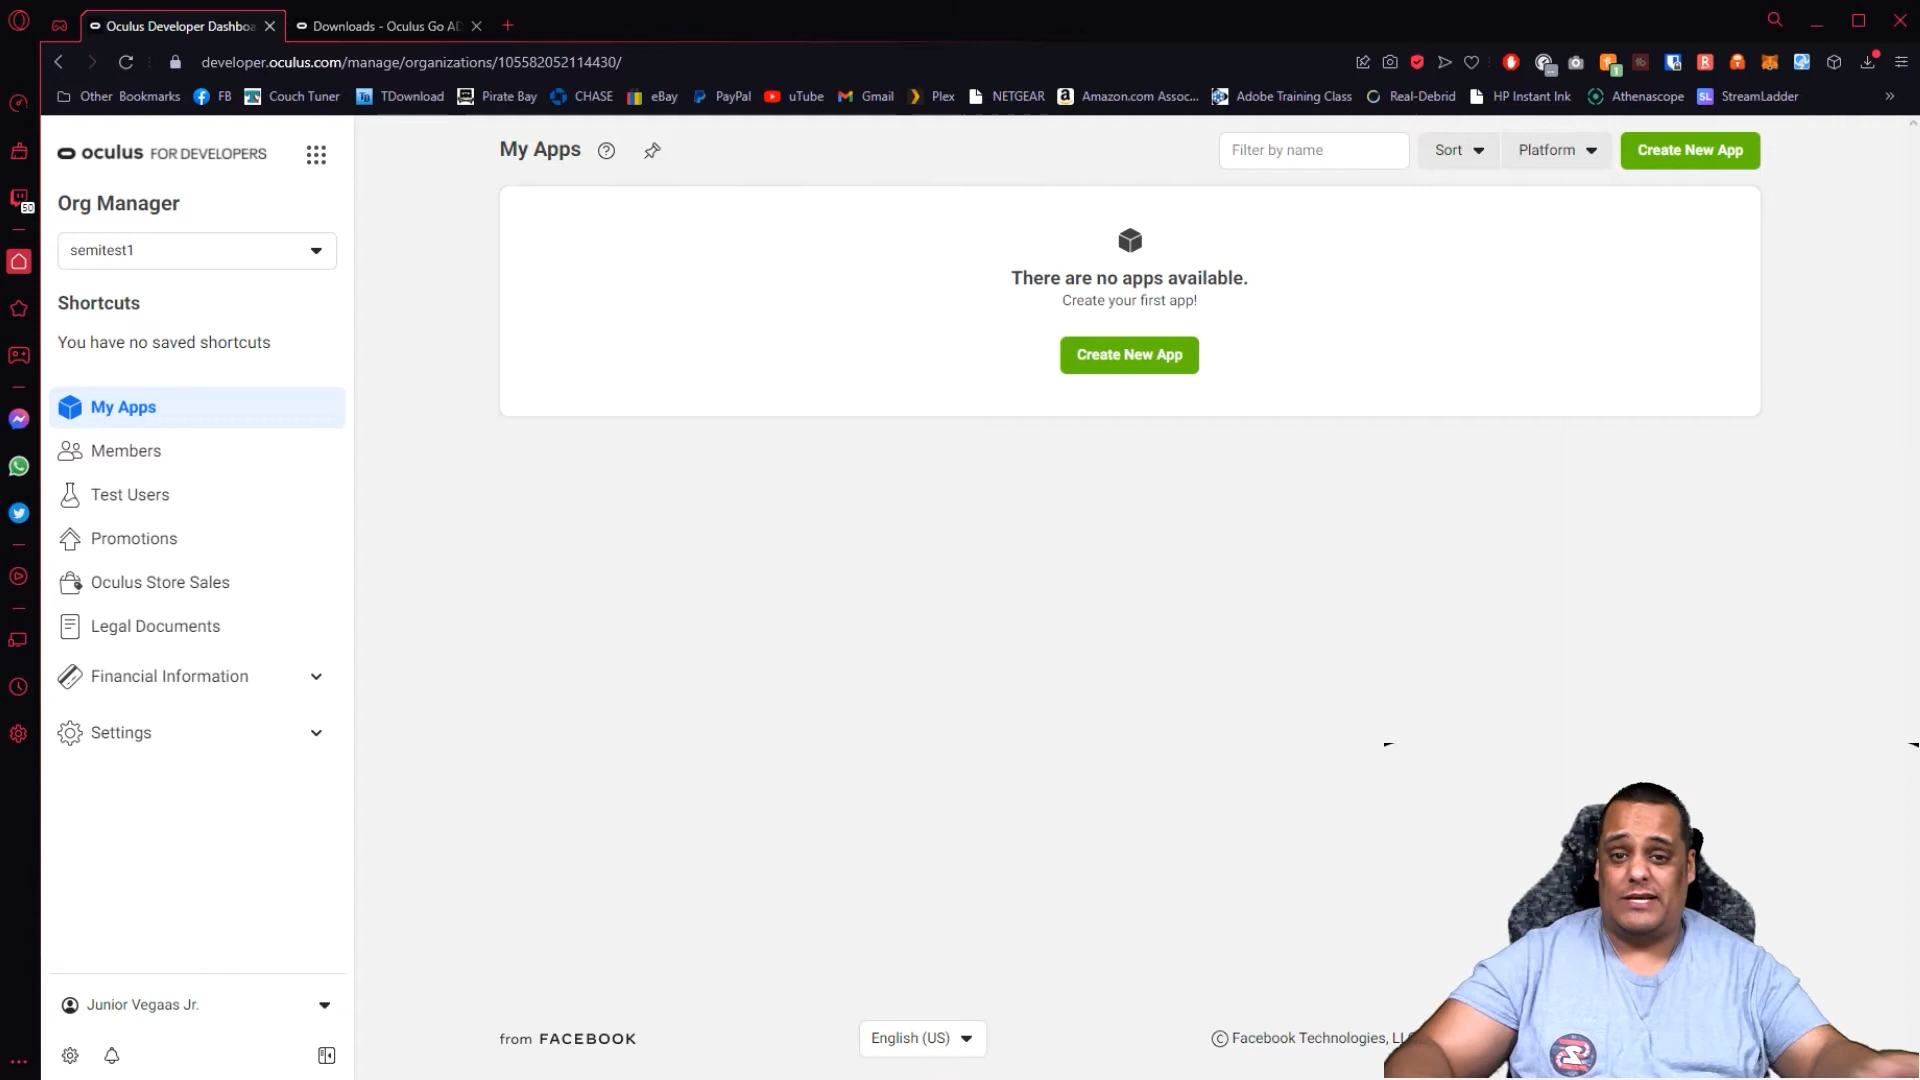 Oculus Developer Dashboa
Downloads - Oculus Go AD
developer.oculus.com/manage/organizations/105582052114430/
Other Bookmarks FB Couch Tuner TDownload Pirate Bay CHASE eBay PayPal uTube Gmail Plex NETGEAR Amazon.com Assoc... Adobe Training Class Real-Debrid HP Instant Ink Athenascope SL StreamLadder
oculus FOR DEVELOPERS
My Apps
Filter by name
Sort
Platform
Create New App
50
Org Manager
semitest1
Shortcuts
You have no saved shortcuts
There are no apps available.
Create your first app!
Create New App
My Apps
Members
Test Users
Promotions
Oculus Store Sales
Legal Documents
Financial Information
Settings
Junior Vegaas Jr.
from FACEBOOK
English (US)
© Facebook Technologies, LL